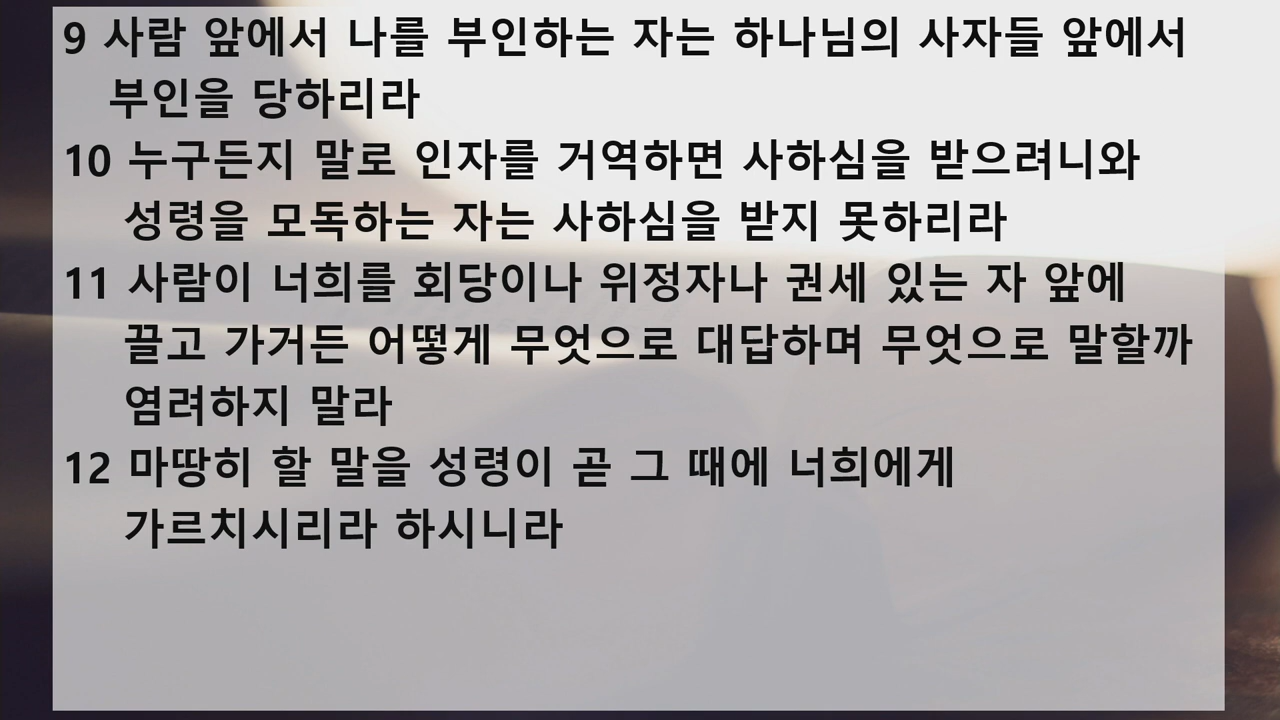 9 사람 앞에서 나를 부인하는 자는 하나님의 사자들 앞에서
부인을 당하리라
10 누구든지 말로 인자를 거역하면 사하심을 받으려니와
성령을 모독하는 자는 사하심을 받지 못하리라
11 사람이 너희를 회당이나 위정자나 권세 있는 자 앞에
끌고 가거든 어떻게 무엇으로 대답하며 무엇으로 말할까
염려하지 말라
12 마땅히 할 말을 성령이 곧 그 때에 너희에게
가르치시리라 하시니라